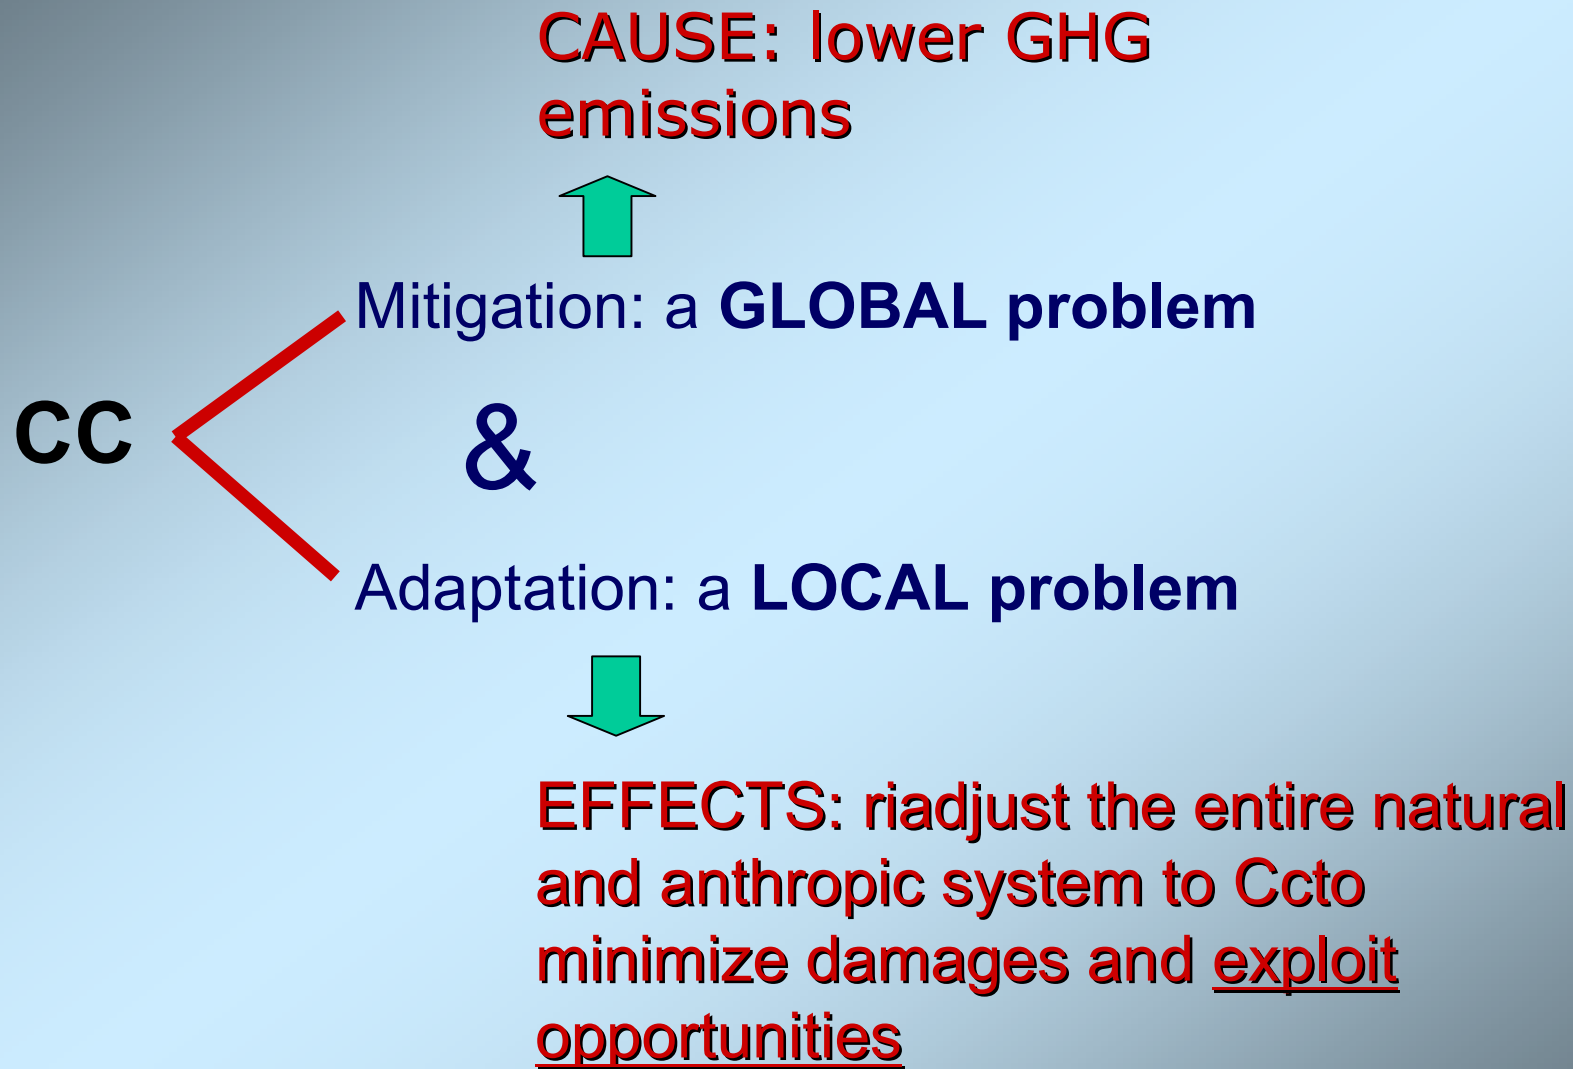 CAUSE: lower GHG
emissions
Mitigation: a GLOBAL problem
CC
&
Adaptation: a LOCAL problem
EFFECTS: riadjust the entire natural
and anthropic system to Ccto
minimize damages and exploit
opportunities